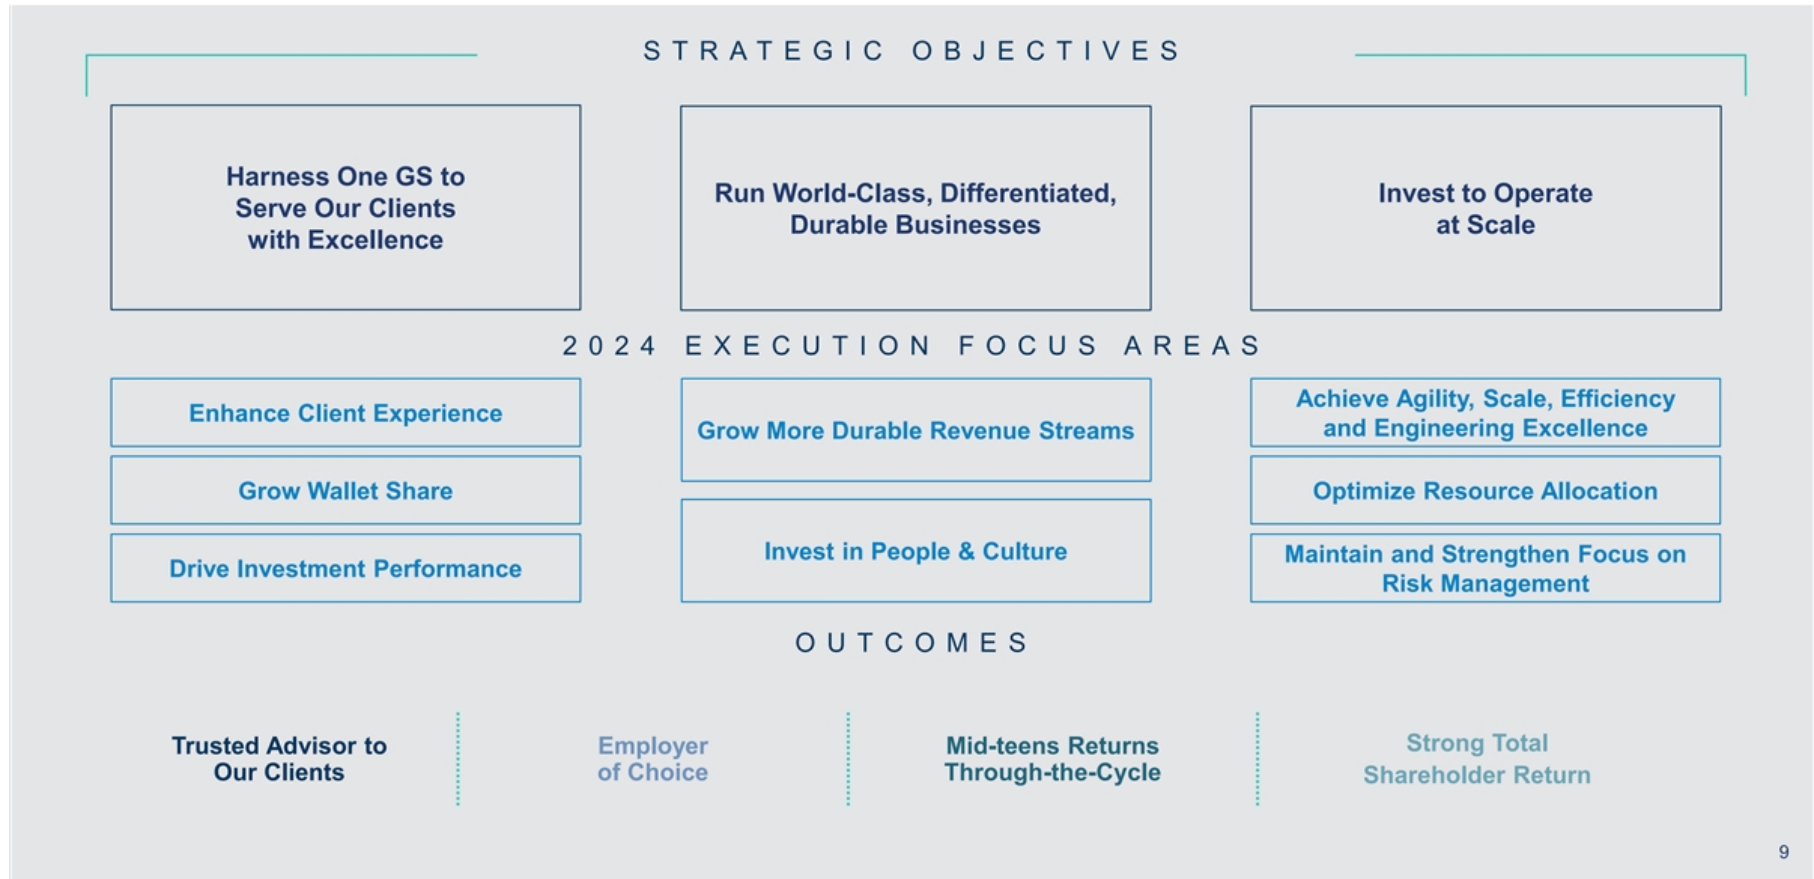 STRATEGIC OBJECTIVES
Harness One GS to
Serve Our Clients
with Excellence
Run World-Class, Differentiated,
Durable Businesses
Invest to Operate
at Scale
2024 EXECUTION FOCUS AREAS
Enhance Client Experience
Grow Wallet Share
Drive Investment Performance
Grow More Durable Revenue Streams
Invest in People & Culture
Achieve Agility, Scale, Efficiency
and Engineering Excellence
Optimize Resource Allocation
Maintain and Strengthen Focus on
Risk Management
OUTCOMES
Trusted Advisor to
Our Clients
Employer
of Choice
Mid-teens Returns
Through-the-Cycle
Strong Total
Shareholder Return
9